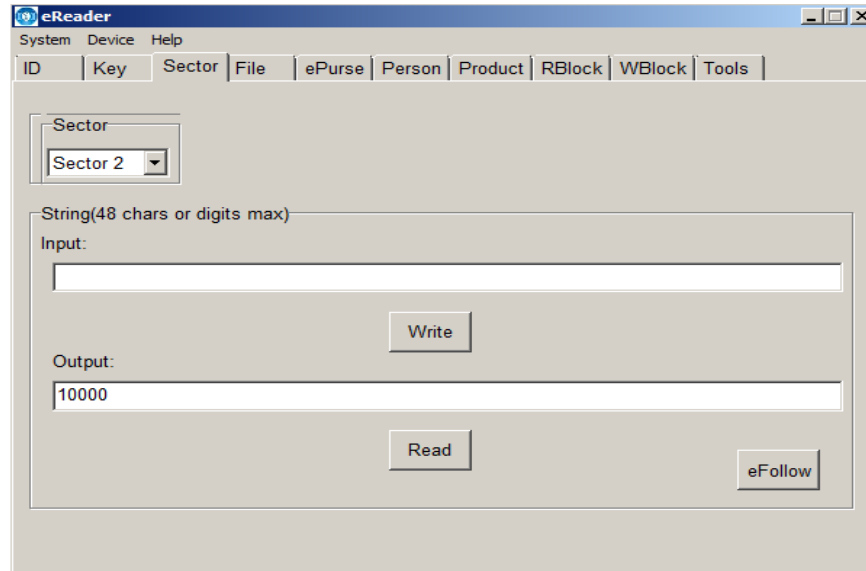 eReader
System Device Help
ID Key Sector File ePurse Person Product RBlock WBlock Tools
Sector
Sector 2
String(48 chars or digits max)
Input:
Write
Output:
10000
Read
eFollow